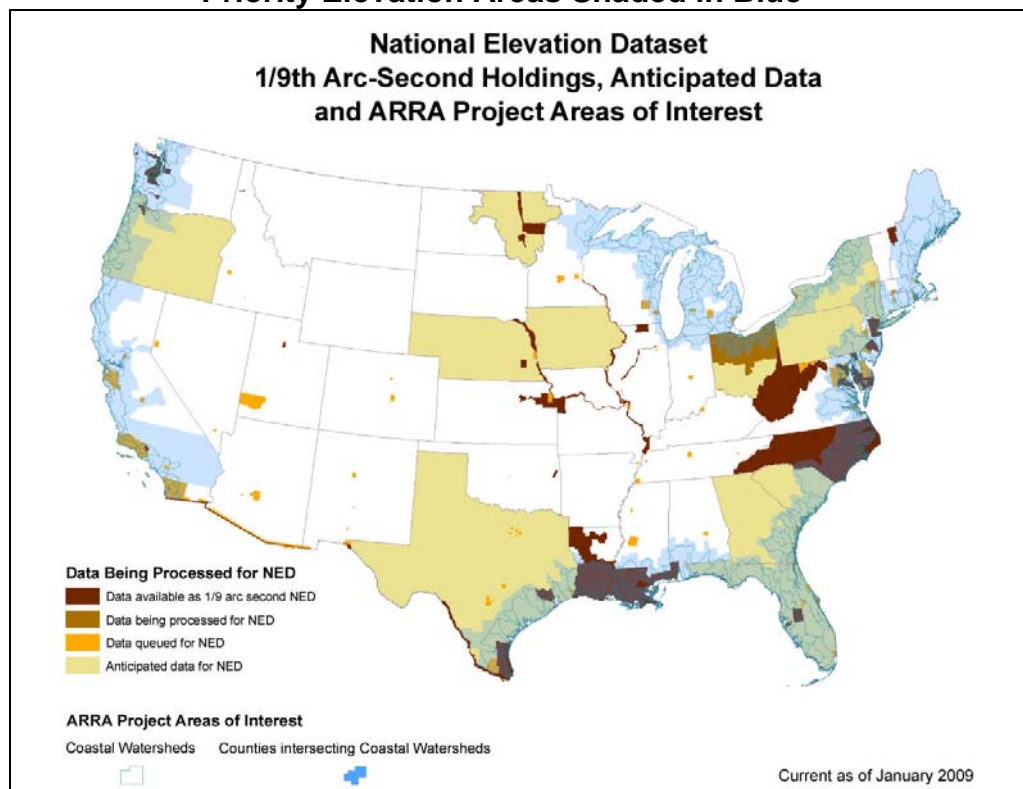 Priority Elevation Areas Shaded in Blue
National Elevation Dataset
1/9th Arc-Second Holdings, Anticipated Data
and ARRA Project Areas of Interest
Data Being Processed for NED
Data available as 1/9 arc second NED
Data being processed for NED
Data queued for NED
Anticipated data for NED
ARRA Project Areas of Interest
Coastal Watersheds Counties intersecting Coastal Watersheds
Current as of January 2009